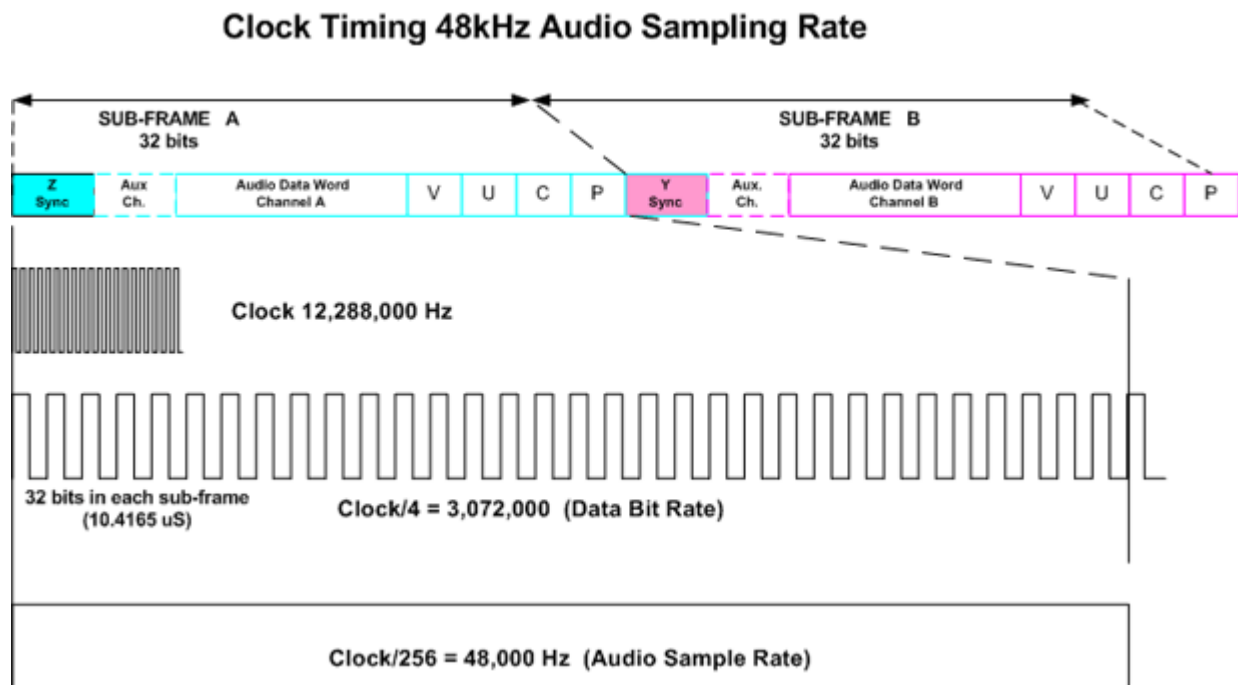 Clock Timing 48kHz Audio Sampling Rate
SUB-FRAME A
32 bits
SUB-FRAME B
32 bits
Z
Sync
Aux
Ch.
Audio Data Word
Channel A
V
U
C
P
Y
Sync
Aux.
Ch.
Audio Data Word
Channel B
V
U
C
P
Clock 12,288,000 Hz
32 bits in each sub-frame
(10.4165 uS)
Clock/4 = 3,072,000 (Data Bit Rate)
Clock/256 = 48,000 Hz (Audio Sample Rate)